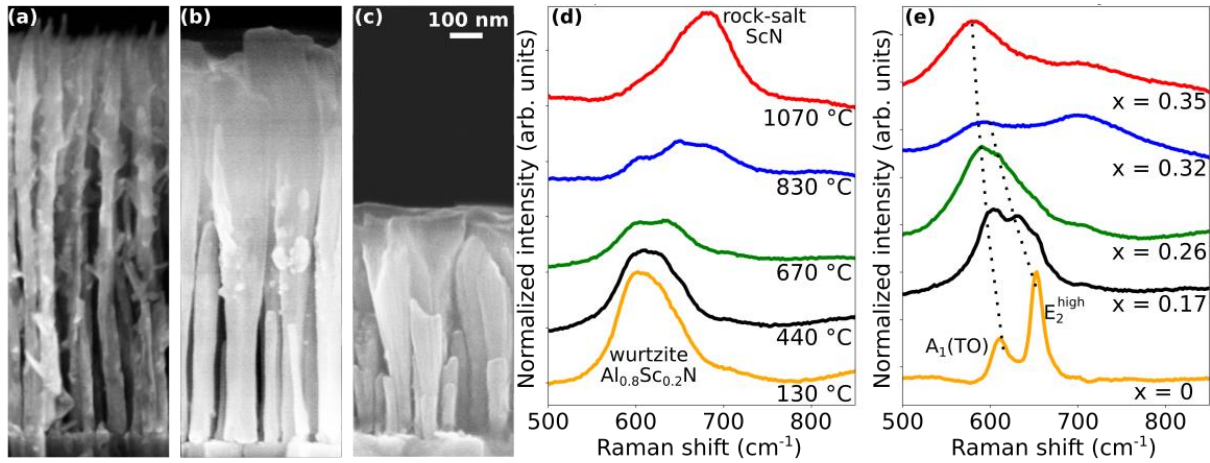 (a)
(b)
(c)
100 nm
(d)
rock-salt
ScN
1070 °C
830 °C
670 °C
440 °C
wurtzite
Al0.8Sc0.2N
130 °C
Normalized intensity (arb. units)
500 600 700 800
Raman shift (cm-1)
(e)
x = 0.35
x = 0.32
x = 0.26
x = 0.17
E2high
A1(TO)
x = 0
Normalized intensity (arb. units)
500 600 700 800
Raman shift (cm-1)